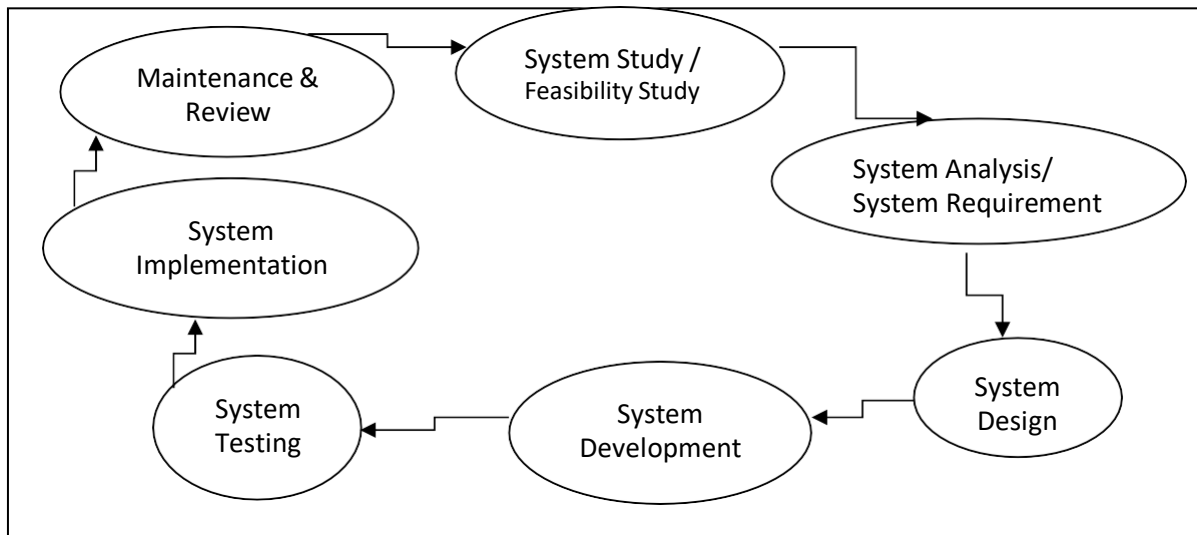 Maintenance &
Review
System Study /
Feasibility Study
System Analysis/
System Requirement
System
Design
System
Development
System
Testing
System
Implementation